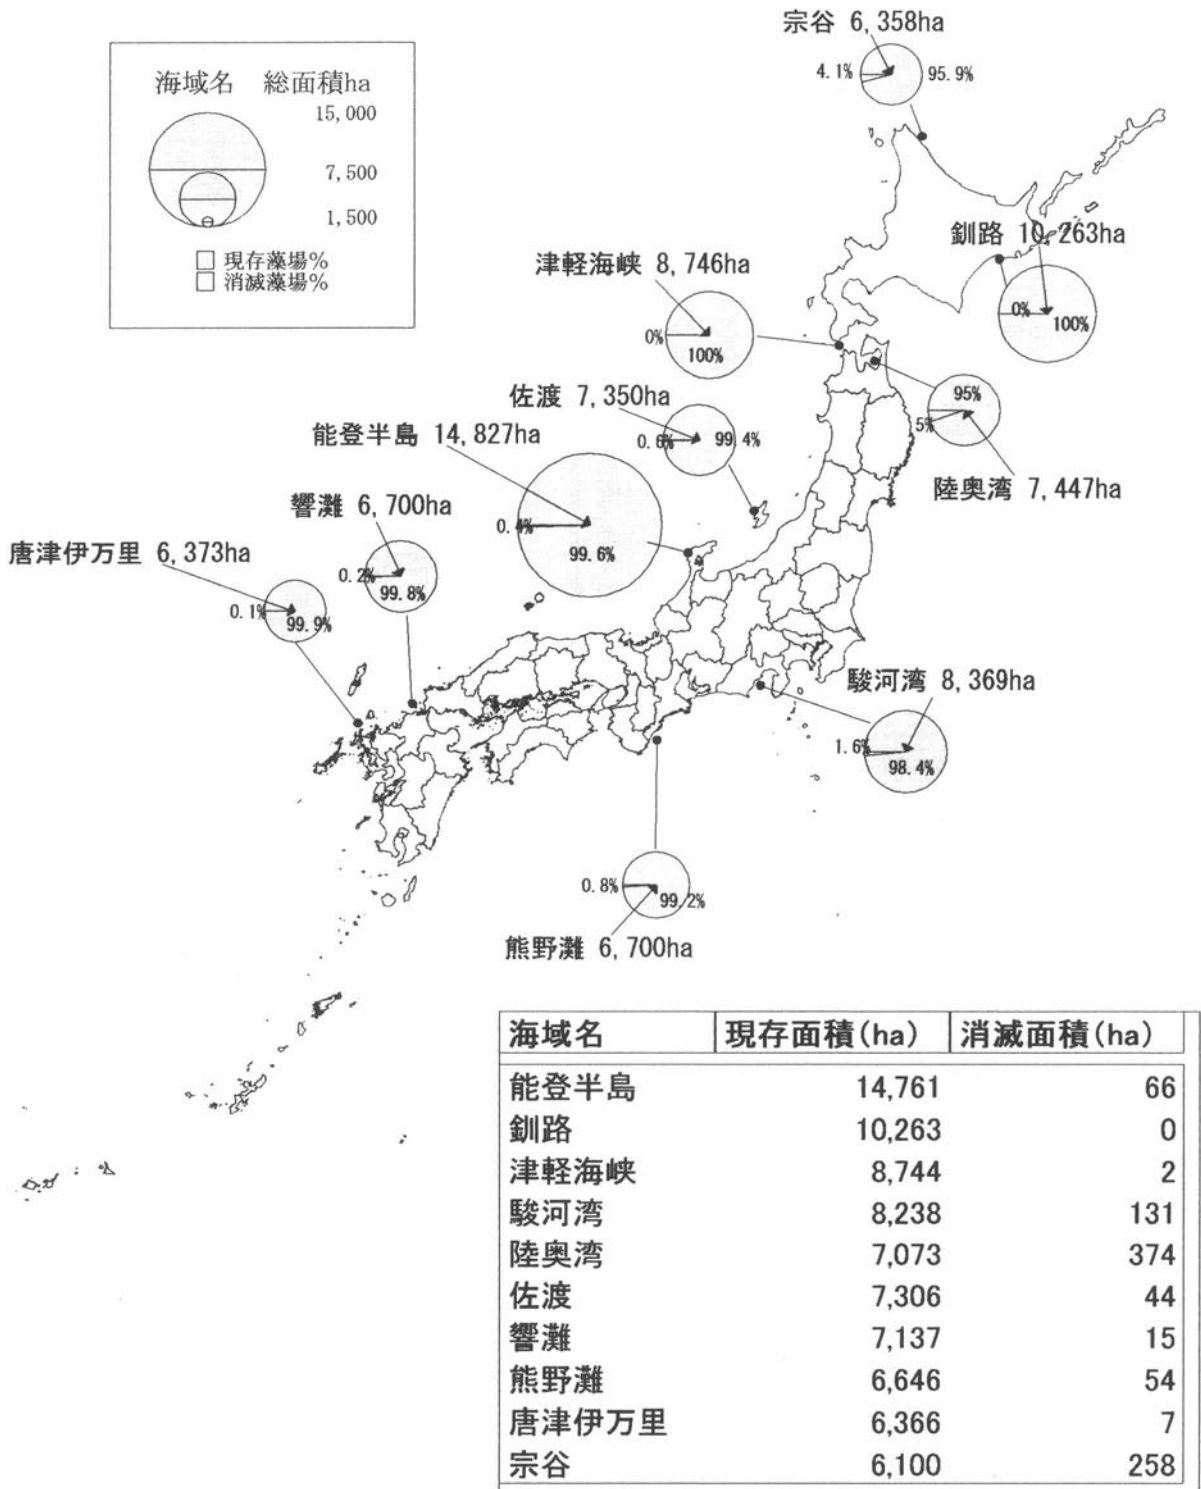 宗谷 6,358ha
4.1%
95.9%
海域名 総面積ha
15,000
7,500
1,500
現存藻場%
消滅藻場%
釧路 10,263ha
0%
100%
津軽海峡 8,746ha
0%
100%
佐渡 7,350ha
0.6%
99.4%
95%
5%
陸奥湾 7,447ha
能登半島 14,827ha
0.4%
99.6%
響灘 6,700ha
0.2%
99.8%
唐津伊万里 6,373ha
0.1%
99.9%
駿河湾 8,369ha
1.6%
98.4%
0.8%
99.2%
熊野灘 6,700ha
海域名 現存面積(ha) 消滅面積(ha)
能登半島 14,761 66
釧路 10,263 0
津軽海峡 8,744 2
駿河湾 8,238 131
陸奥湾 7,073 374
佐渡 7,306 44
響灘 7,137 15
熊野灘 6,646 54
唐津伊万里 6,366 7
宗谷 6,100 258